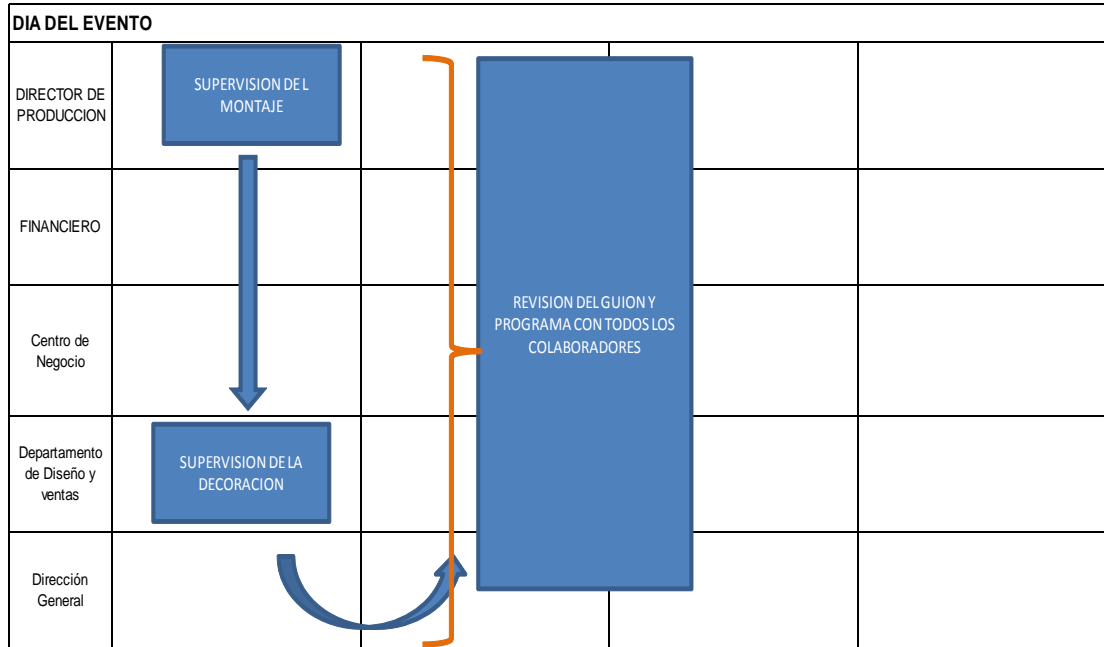 DIA DEL EVENTO
DIRECTOR DE
PRODUCCION
SUPERVISION DE L
MONTAJE
FINANCIERO
Centro de
Negocio
REVISION DEL GUION Y
PROGRAMA CON TODOS LOS
COLABORADORES
Departamento
de Diseño y
ventas
SUPERVISION DE LA
DECORACION
Dirección
General